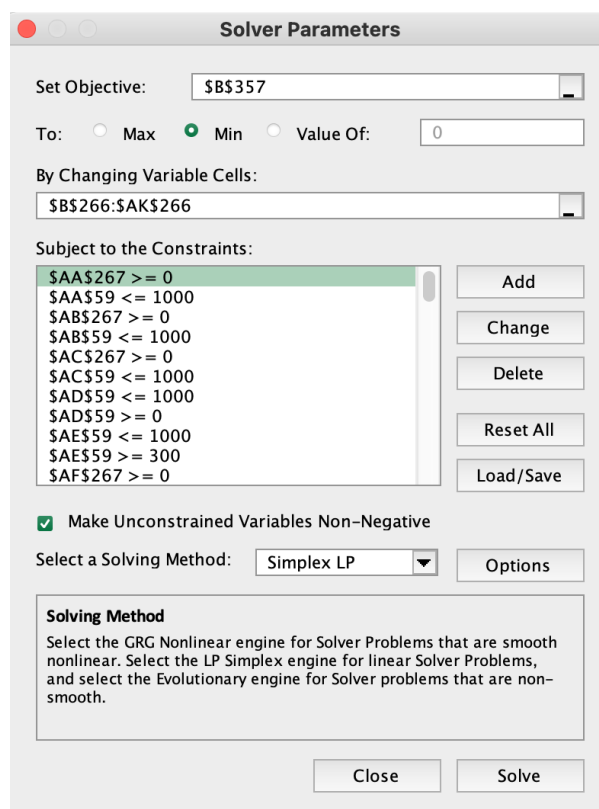 Solver Parameters
Set Objective: $B$357
To: Max Min Value Of: 0
By Changing Variable Cells:
$B$266:$AK$266
Subject to the Constraints:
$AA$267 >= 0
$AA$59 <= 1000
$AB$267 >= 0
$AB$59 <= 1000
$AC$267 >= 0
$AC$59 <= 1000
$AD$59 <= 1000
$AD$59 >= 0
$AE$59 <= 1000
$AE$59 >= 300
$AF$267 >= 0
Add
Change
Delete
Reset All
Load/Save
Make Unconstrained Variables Non-Negative
Select a Solving Method: Simplex LP Options
Solving Method
Select the GRG Nonlinear engine for Solver Problems that are smooth
nonlinear. Select the LP Simplex engine for linear Solver Problems,
and select the Evolutionary engine for Solver problems that are non-
smooth.
Close Solve